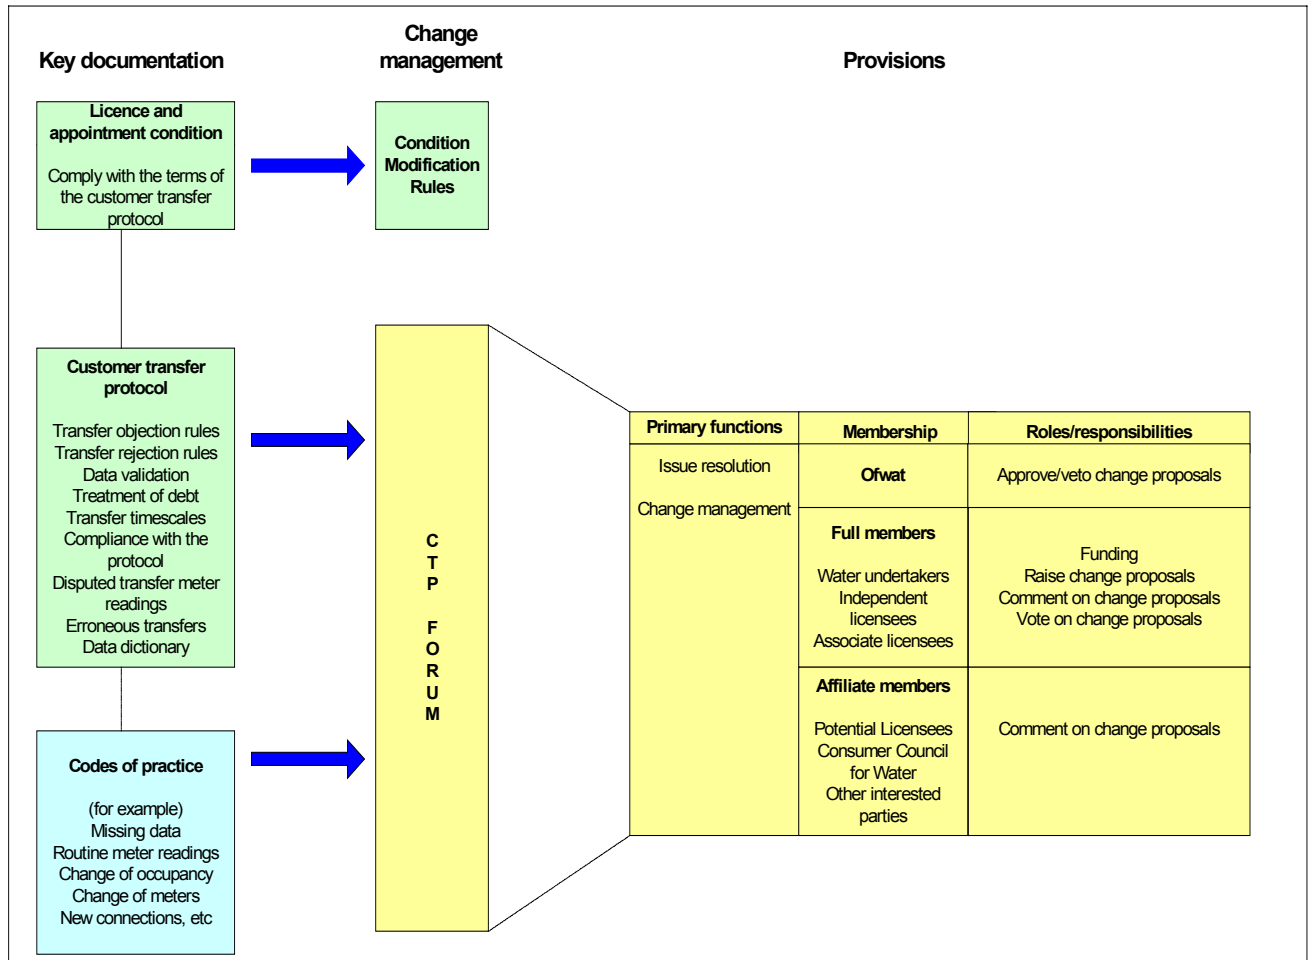 Key documentation
Change
management
Provisions
Licence and
appointment condition
Comply with the terms of
the customer transfer
protocol
Condition
Modification
Rules
Customer transfer
protocol
Transfer objection rules
Transfer rejection rules
Data validation
Treatment of debt
Transfer timescales
Compliance with the
protocol
Disputed transfer meter
readings
Erroneous transfers
Data dictionary
Codes of practice
(for example)
Missing data
Routine meter readings
Change of occupancy
Change of meters
New connections, etc
C
T
P
F
O
R
U
M
Primary functions
Issue resolution
Change management
Membership
Roles/responsibilities
Ofwat
Approve/veto change proposals
Full members
Water undertakers
Independent
licensees
Associate licensees
Funding
Raise change proposals
Comment on change proposals
Vote on change proposals
Affiliate members
Potential Licensees
Consumer Council
for Water
Other interested
parties
Comment on change proposals